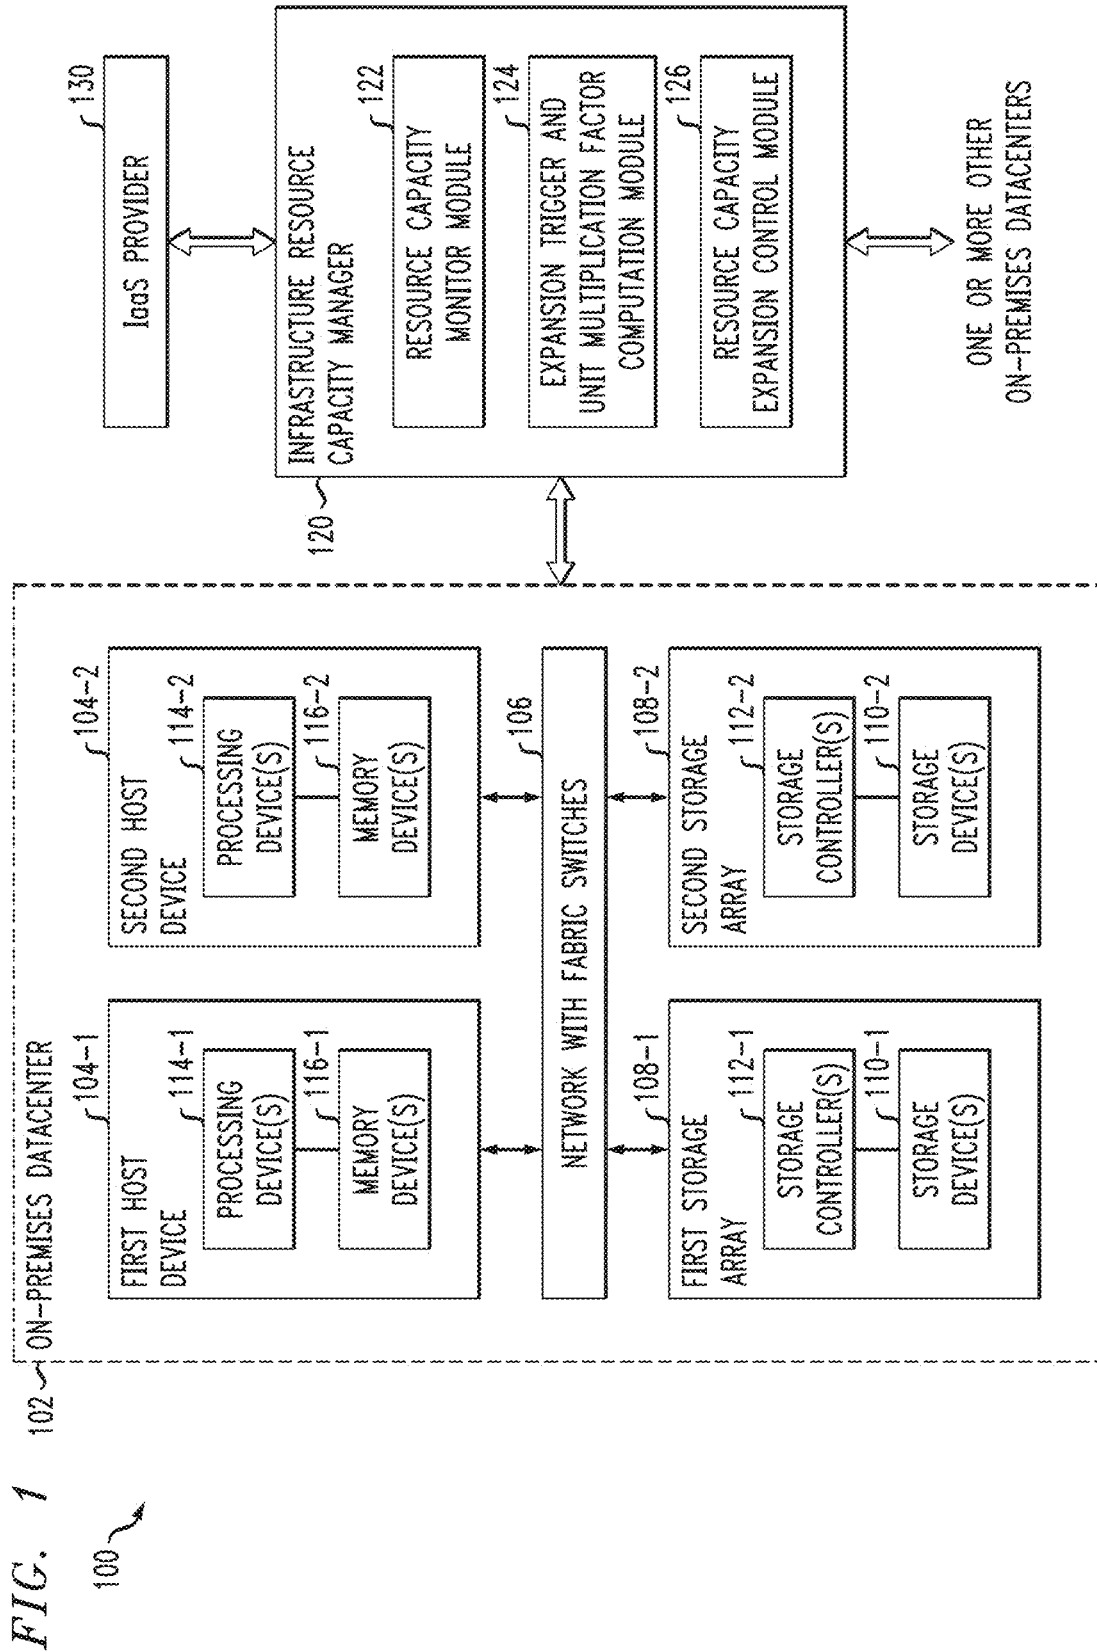 FIG. 1
100
102
ON-PREMISES DATACENTER
104-1
FIRST HOST
DEVICE
114-1
PROCESSING
DEVICE(S)
116-1
MEMORY
DEVICE(S)
104-2
SECOND HOST
DEVICE
114-2
PROCESSING
DEVICE(S)
116-2
MEMORY
DEVICE(S)
106
NETWORK WITH FABRIC SWITCHES
108-1
FIRST STORAGE
ARRAY
112-1
STORAGE
CONTROLLER(S)
110-1
STORAGE
DEVICE(S)
108-2
SECOND STORAGE
ARRAY
112-2
STORAGE
CONTROLLER(S)
110-2
STORAGE
DEVICE(S)
130
IaaS PROVIDER
120
INFRASTRUCTURE RESOURCE
CAPACITY MANAGER
122
RESOURCE CAPACITY
MONITOR MODULE
124
EXPANSION TRIGGER AND
UNIT MULTIPLICATION FACTOR
COMPUTATION MODULE
126
RESOURCE CAPACITY
EXPANSION CONTROL MODULE
ONE OR MORE OTHER
ON-PREMISES DATACENTERS